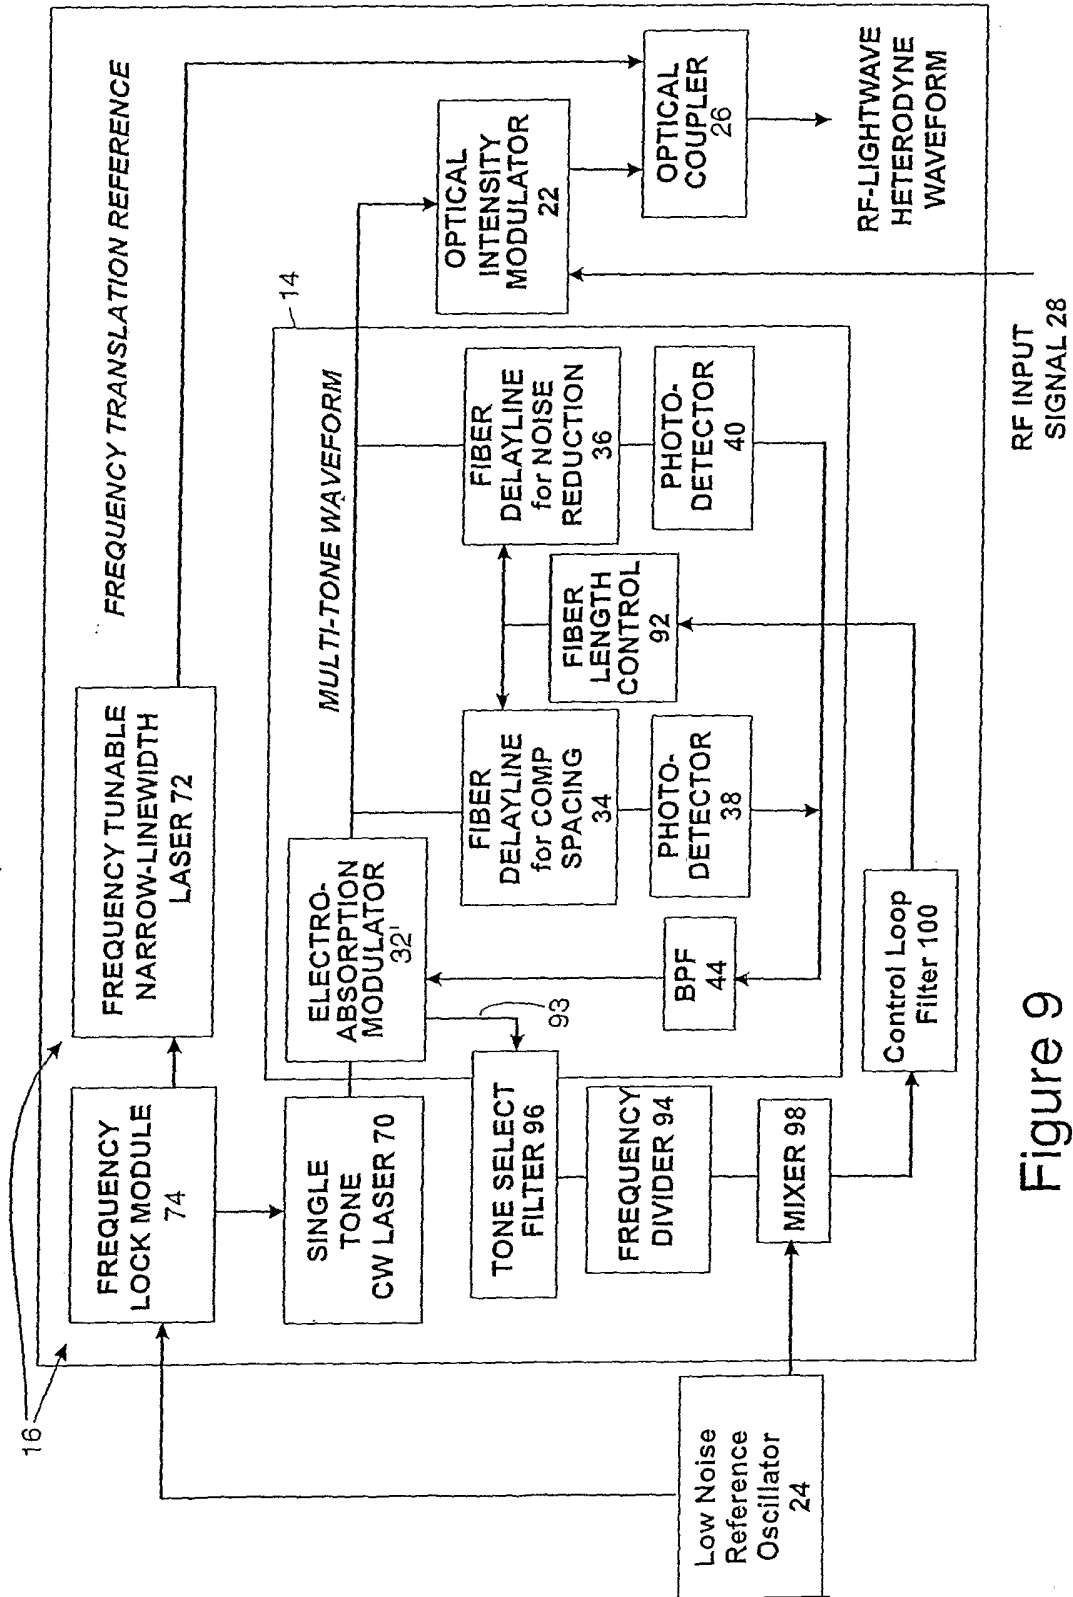 16
FREQUENCY
LOCK MODULE
74
FREQUENCY TUNABLE
NARROW-LINEWIDTH
LASER 72
FREQUENCY TRANSLATION REFERENCE
SINGLE
TONE
CW LASER 70
ELECTRO-
ABSORPTION
MODULATOR
32'
MULTI-TONE WAVEFORM
14
OPTICAL
INTENSITY
MODULATOR
22
OPTICAL
COUPLER
26
RF-LIGHTWAVE
HETERODYNE
WAVEFORM
93
TONE SELECT
FILTER 96
FIBER
DELAYLINE
for COMP
SPACING
34
FIBER
DELAYLINE
for NOISE
REDUCTION
36
FIBER
LENGTH
CONTROL
92
PHOTO-
DETECTOR
38
PHOTO-
DETECTOR
40
BPF
44
FREQUENCY
DIVIDER 94
MIXER 98
Control Loop
Filter 100
Low Noise
Reference
Oscillator
24
RF INPUT
SIGNAL 28
Figure 9